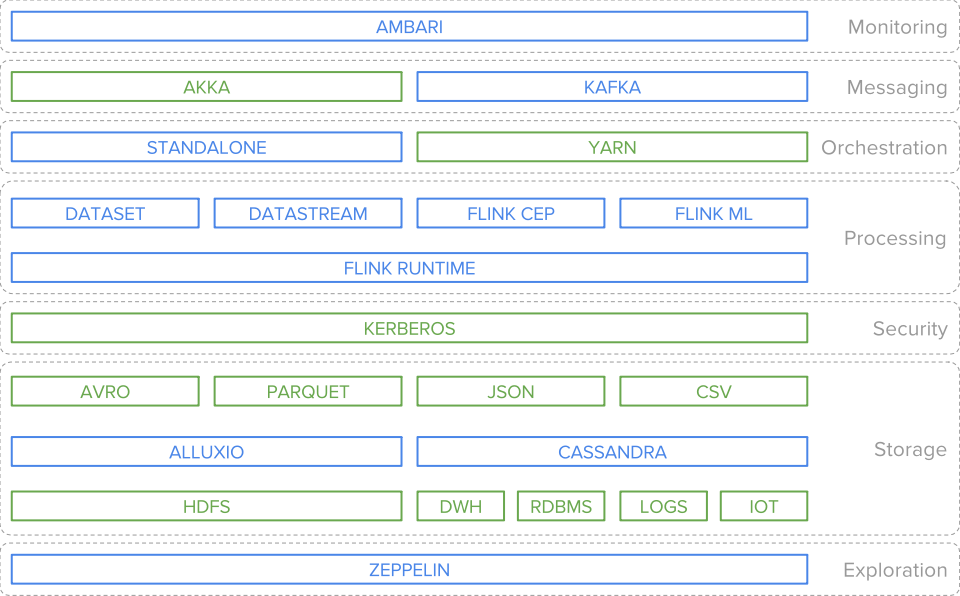 AMBARI Monitoring
AKKA KAFKA Messaging
STANDALONE YARN Orchestration
DATASET DATASTREAM FLINK CEP FLINK ML
Processing
FLINK RUNTIME
KERBEROS Security
AVRO PARQUET JSON CSV
ALLUXIO CASSANDRA Storage
HDFS DWH RDBMS LOGS IOT
ZEPPELIN Exploration